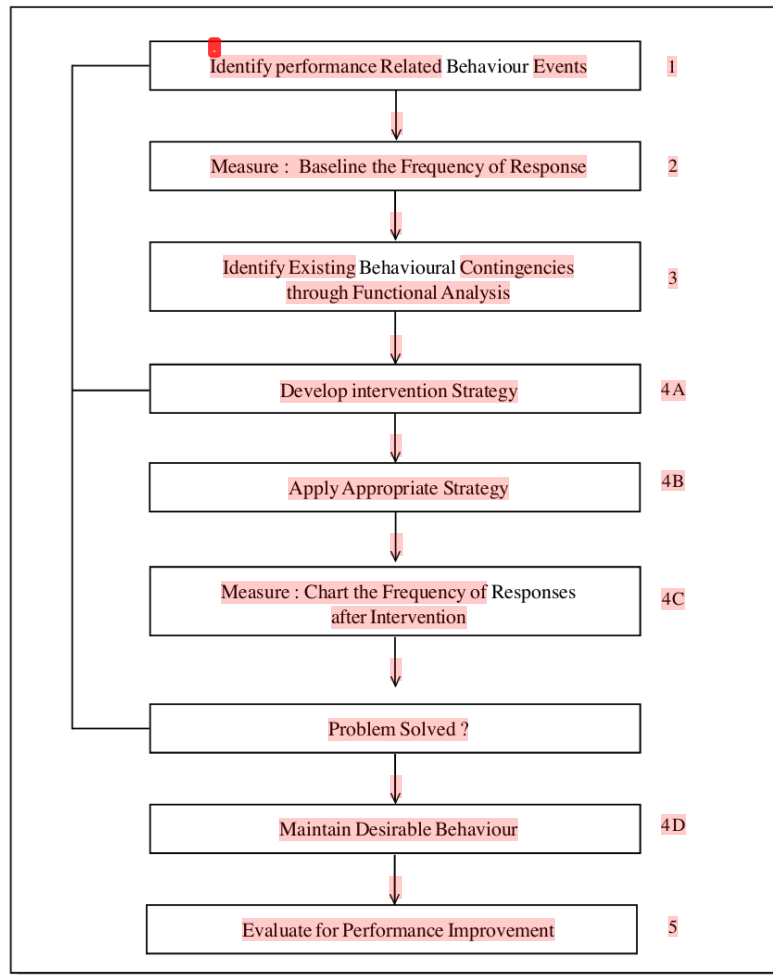 Identify performance Related Behaviour Events 1
Measure : Baseline the Frequency of Response 2
Identify Existing Behavioural Contingencies
through Functional Analysis 3
Develop intervention Strategy 4A
Apply Appropriate Strategy 4B
Measure : Chart the Frequency of Responses
after Intervention 4C
Problem Solved ?
Maintain Desirable Behaviour 4D
Evaluate for Performance Improvement 5